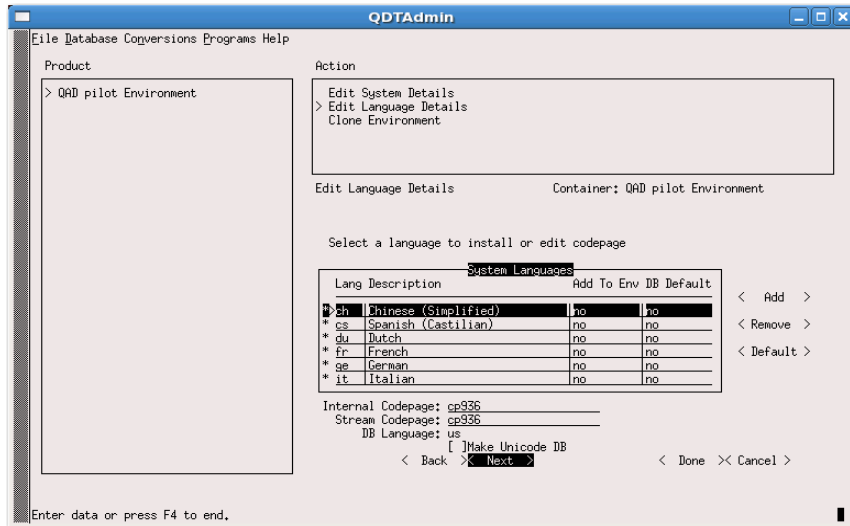 QDTAdmin
File Database Conversions Programs Help
Product
> QAD pilot Environment
Action
Edit System Details
> Edit Language Details
Clone Environment
Edit Language Details Container: QAD pilot Environment
Select a language to install or edit codepage
System Languages
Lang Description Add To Env DB Default
*>ch Chinese (Simplified) no no
* cs Spanish (Castilian) no no
* du Dutch no no
* fr French no no
* ge German no no
* it Italian no no
< Add >
< Remove >
< Default >
Internal Codepage: cp936
Stream Codepage: cp936
DB Language: us
[ ]Make Unicode DB
< Back >< Next > < Done >< Cancel >
Enter data or press F4 to end.